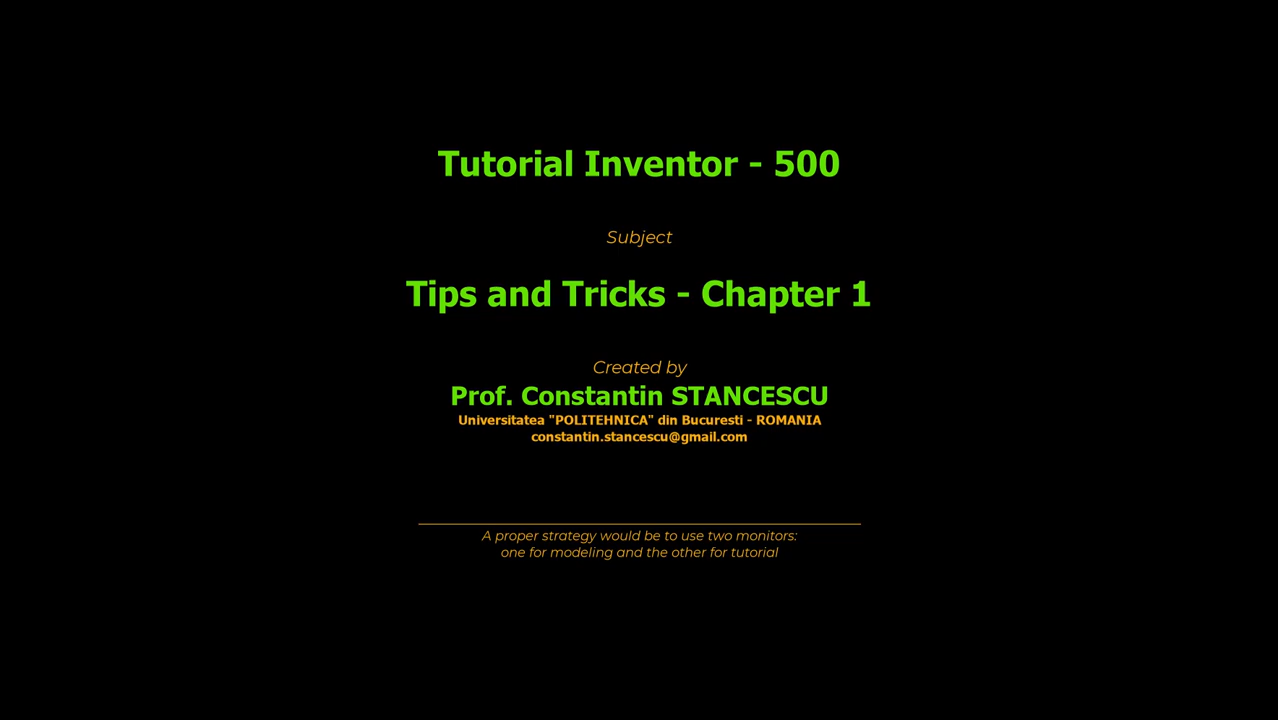 Tutorial Inventor - 500
Subject
Tips and Tricks - Chapter 1
Created by
Prof. Constantin STANCESCU
Universitatea "POLITEHNICA" din Bucuresti - ROMANIA
constantin.stancescu@gmail.com
A proper strategy would be to use two monitors:
one for modeling and the other for tutorial